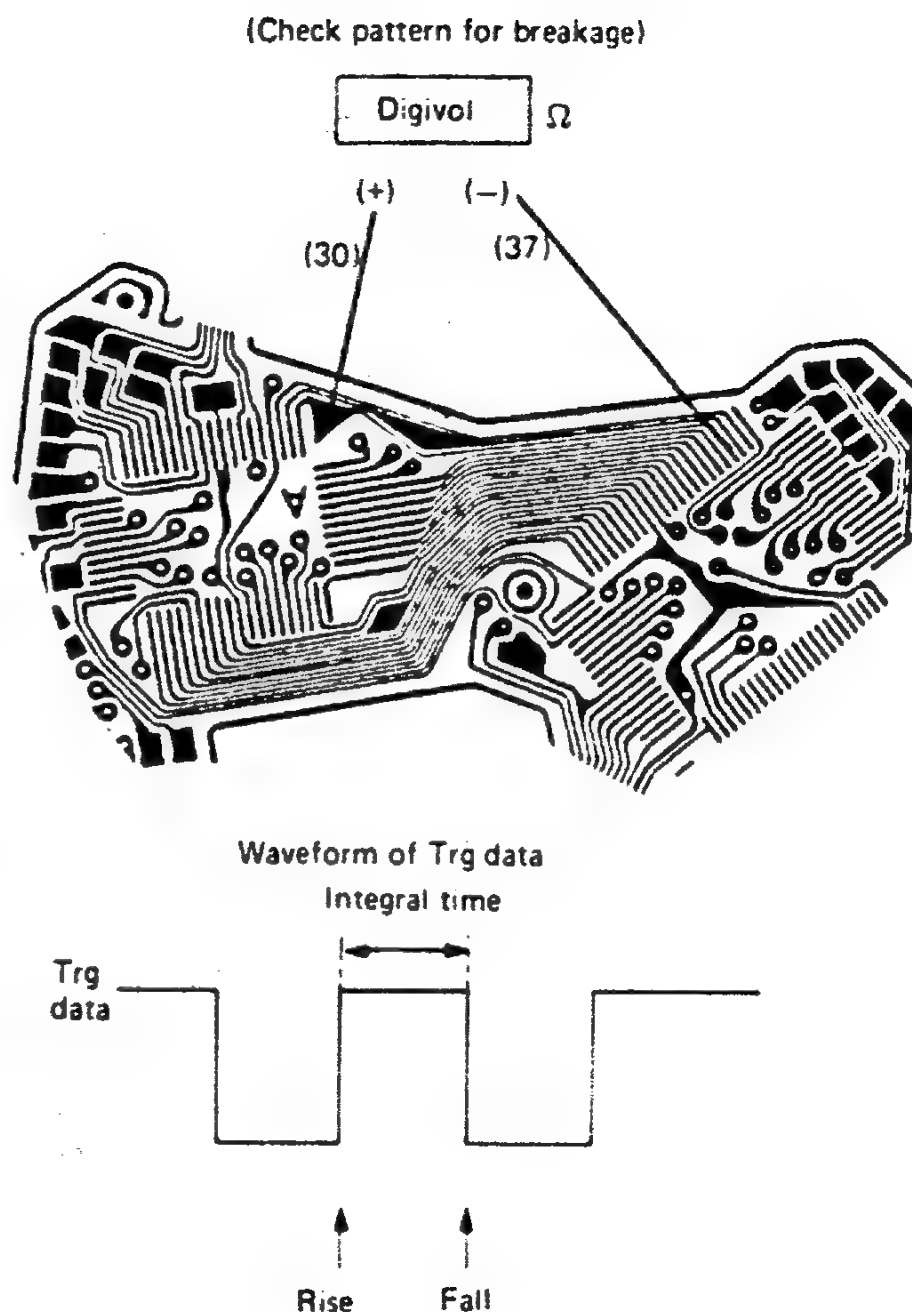 (Check pattern for breakage)
Digivol Ω
(+) (—)
(30) (37)
A
Waveform of Trg data
Integral time
Trg
data
Rise Fall